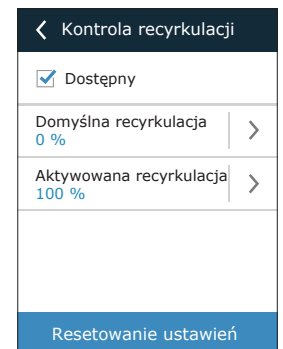 Kontrola recyrkulacji
Dostępny
Domyślna recyrkulacja
0 %
Aktywowana recyrkulacja
100 %
Resetowanie ustawień